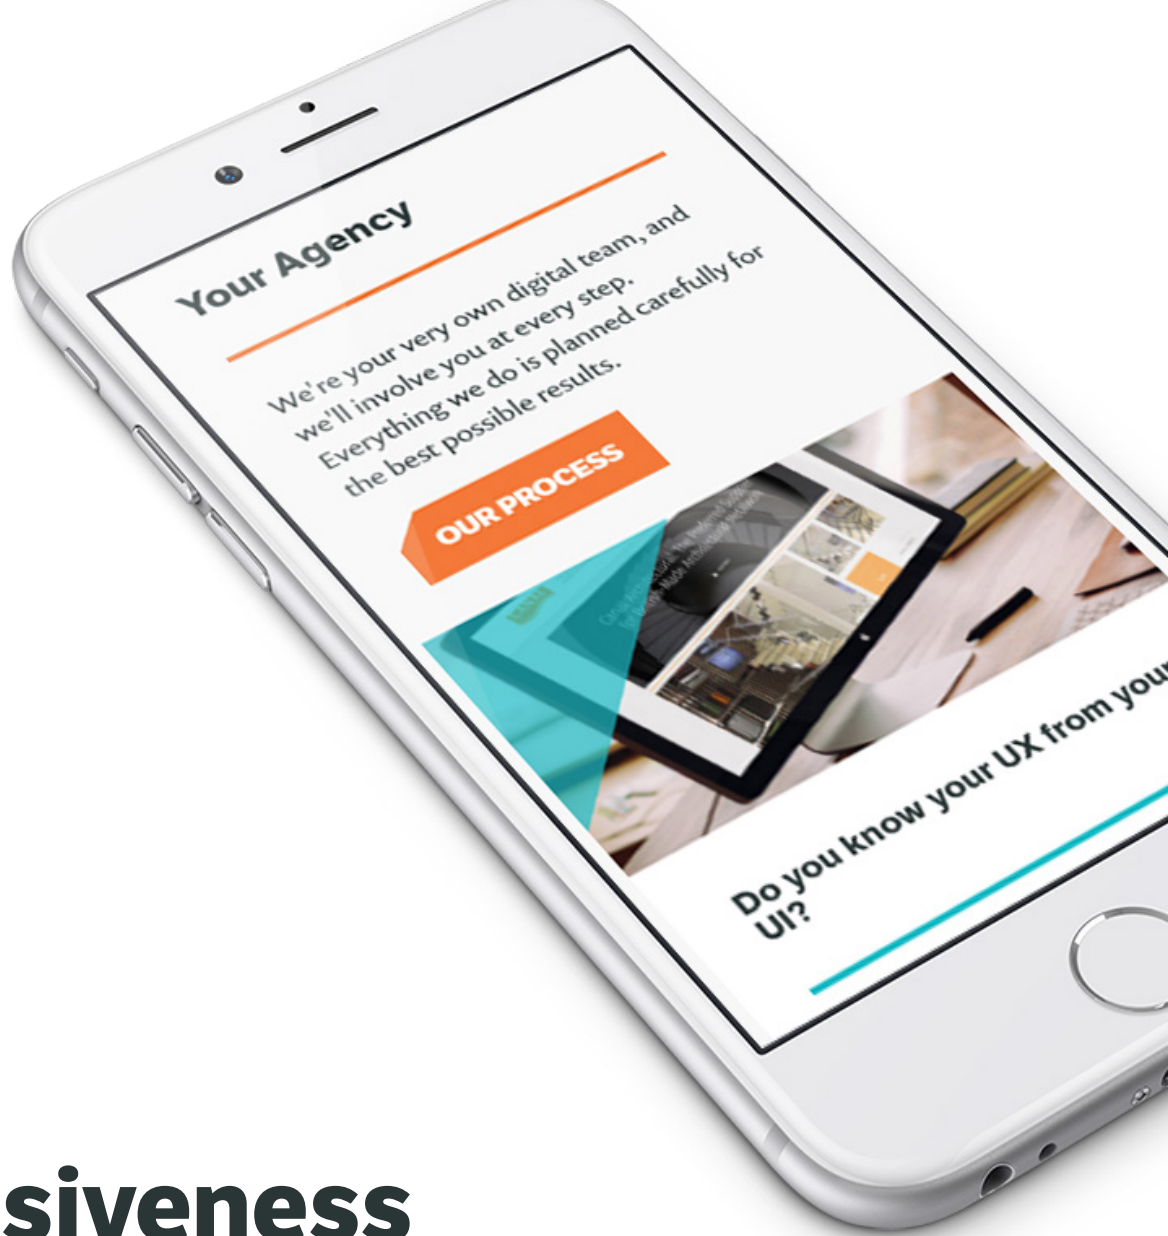 Your Agency
We're your very own digital team, and
we'll involve you at every step.
Everything we do is planned carefully for
the best possible results.
OUR PROCESS
Do you know your UX from your
UI?
siveness